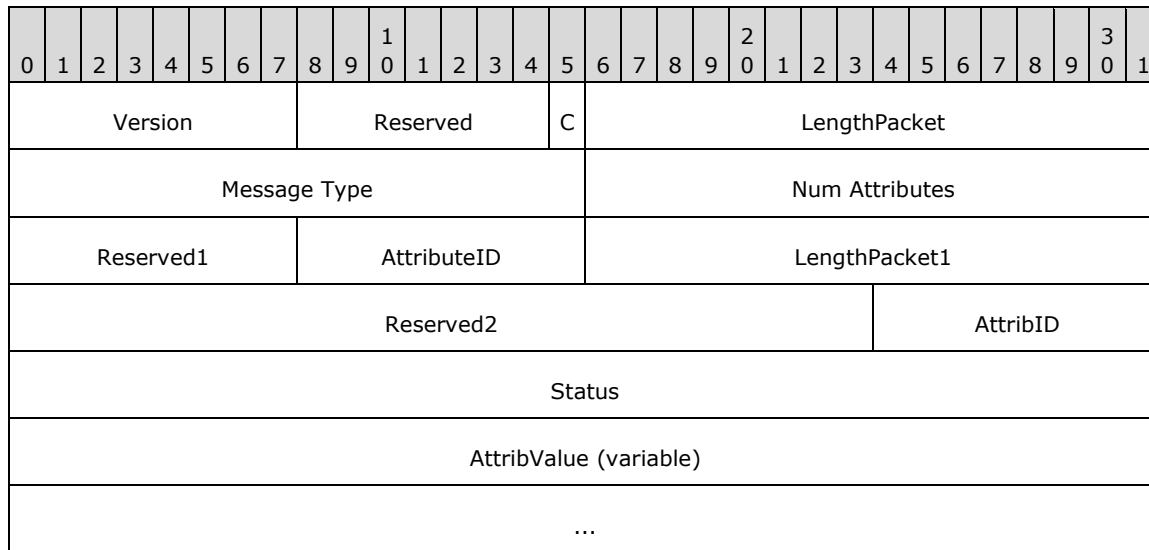 1 2 3
0 1 2 3 4 5 6 7 8 9 0 1 2 3 4 5 6 7 8 9 0 1 2 3 4 5 6 7 8 9 0 1
Version Reserved C LengthPacket
Message Type Num Attributes
Reserved1 AttributeID LengthPacket1
Reserved2 AttribID
Status
AttribValue (variable)
...